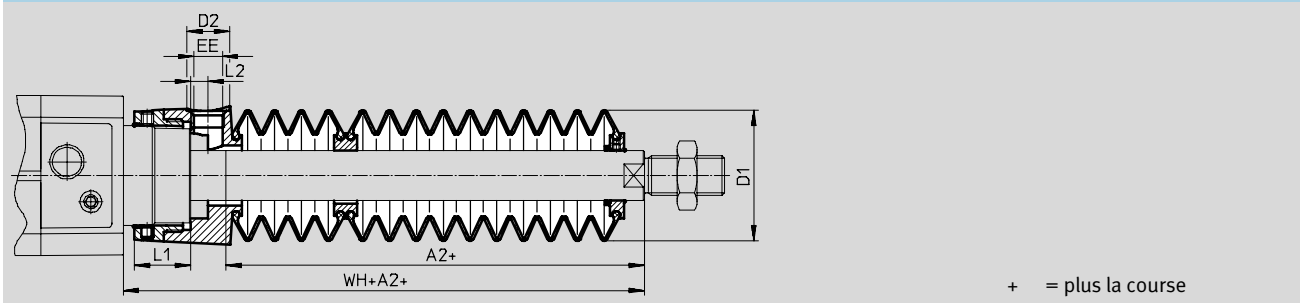 D2
EE
L2
D1
L1
A2+
WH+A2+
+ = plus la course